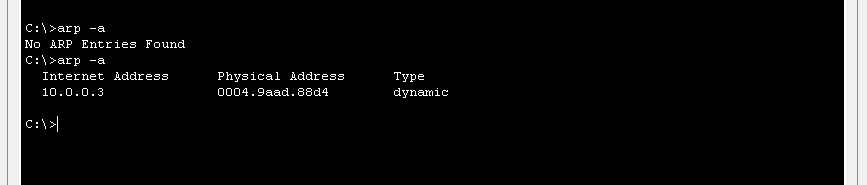 C:\>arp -a
No ARP Entries Found
C:\>arp -a
Internet Address Physical Address Type
10.0.0.3 0004.9aad.88d4 dynamic
C:\>